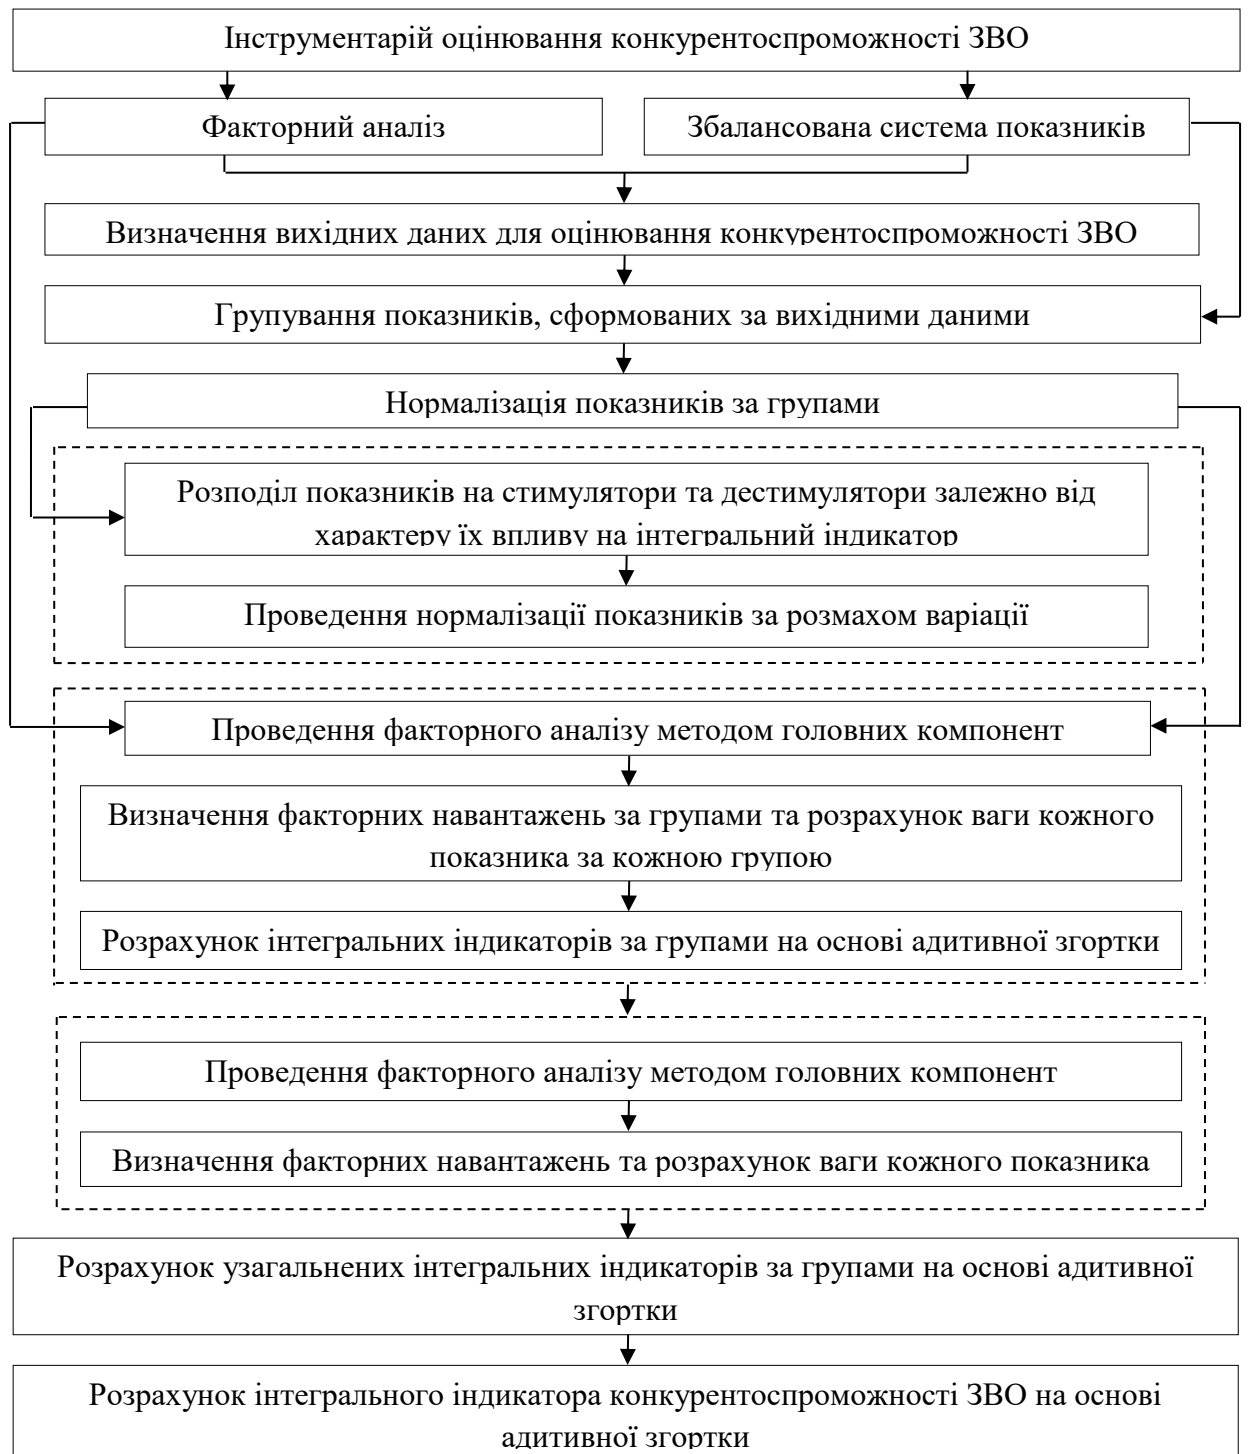 Інструментарій оцінювання конкурентоспроможності ЗВО
Факторний аналіз
Збалансована система показників
Визначення вихідних даних для оцінювання конкурентоспроможності ЗВО
Групування показників, сформованих за вихідними даними
Нормалізація показників за групами
Розподіл показників на стимулятори та дестимулятори залежно від
характеру їх впливу на інтегральний індикатор
Проведення нормалізації показників за розмахом варіації
Проведення факторного аналізу методом головних компонент
Визначення факторних навантажень за групами та розрахунок ваги кожного
показника за кожною групою
Розрахунок інтегральних індикаторів за групами на основі адитивної згортки
Проведення факторного аналізу методом головних компонент
Визначення факторних навантажень та розрахунок ваги кожного показника
Розрахунок узагальнених інтегральних індикаторів за групами на основі адитивної
згортки
Розрахунок інтегрального індикатора конкурентоспроможності ЗВО на основі
адитивної згортки